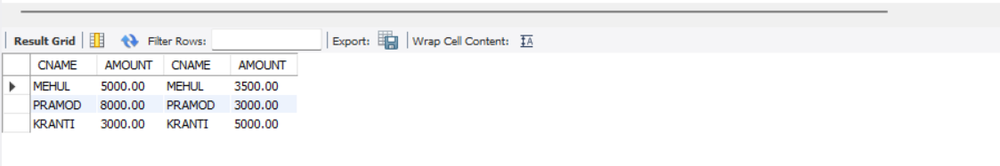 Result Grid Filter Rows: Export: Wrap Cell Content: IA
CNAME AMOUNT CNAME AMOUNT
MEHUL 5000.00 MEHUL 3500.00
PRAMOD 8000.00 PRAMOD 3000.00
KRANTI 3000.00 KRANTI 5000.00